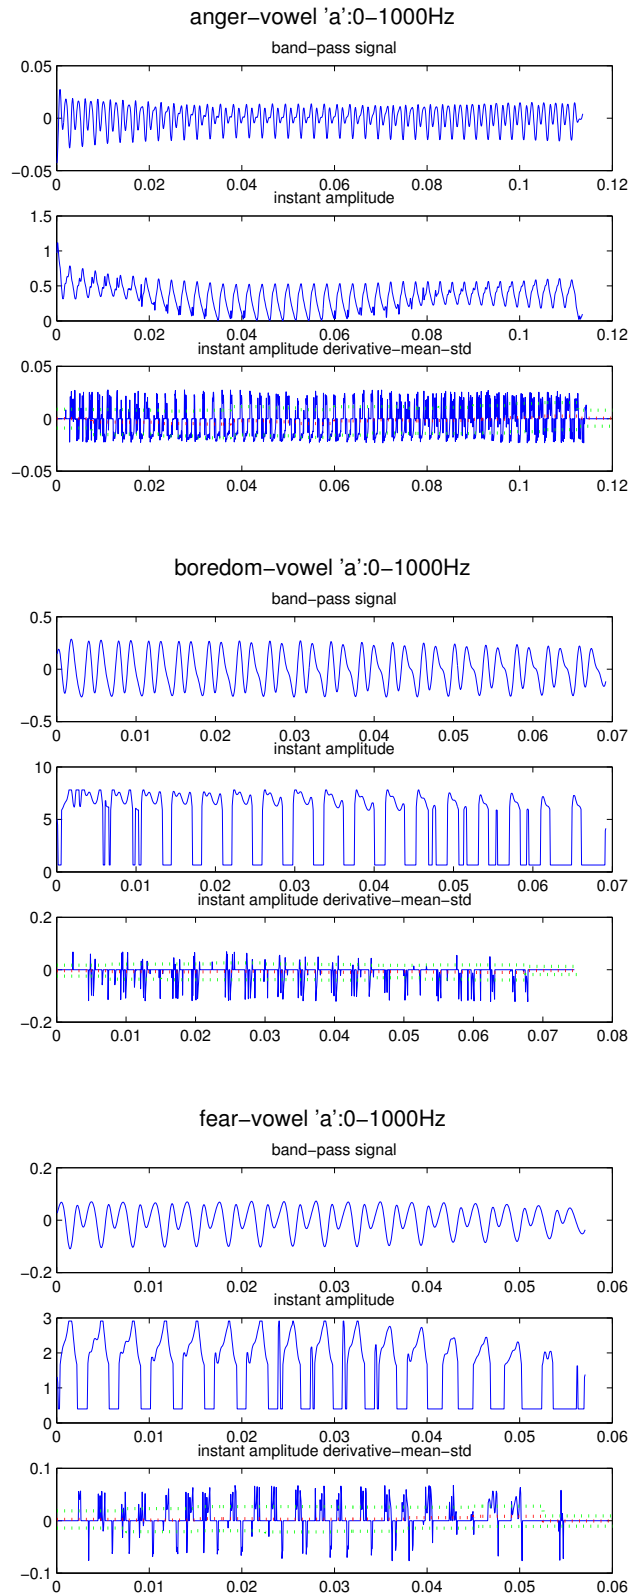 anger−vowel 'a':0−1000Hz
band−pass signal
0.05
0
−0.05
0 0.02 0.04 0.06 0.08 0.1 0.12
instant amplitude
1.5
1
0.5
0
0 0.02 0.04 0.06 0.08 0.1 0.12
instant amplitude derivative−mean−std
0.05
0
−0.05
0 0.02 0.04 0.06 0.08 0.1 0.12
boredom−vowel 'a':0−1000Hz
band−pass signal
0.5
0
−0.5
0 0.01 0.02 0.03 0.04 0.05 0.06 0.07
instant amplitude
10
5
0
0 0.01 0.02 0.03 0.04 0.05 0.06 0.07
instant amplitude derivative−mean−std
0.2
0
−0.2
0 0.01 0.02 0.03 0.04 0.05 0.06 0.07 0.08
fear−vowel 'a':0−1000Hz
band−pass signal
0.2
0
−0.2
0 0.01 0.02 0.03 0.04 0.05 0.06
instant amplitude
3
2
1
0
0 0.01 0.02 0.03 0.04 0.05 0.06
instant amplitude derivative−mean−std
0.1
0
−0.1
0 0.01 0.02 0.03 0.04 0.05 0.06